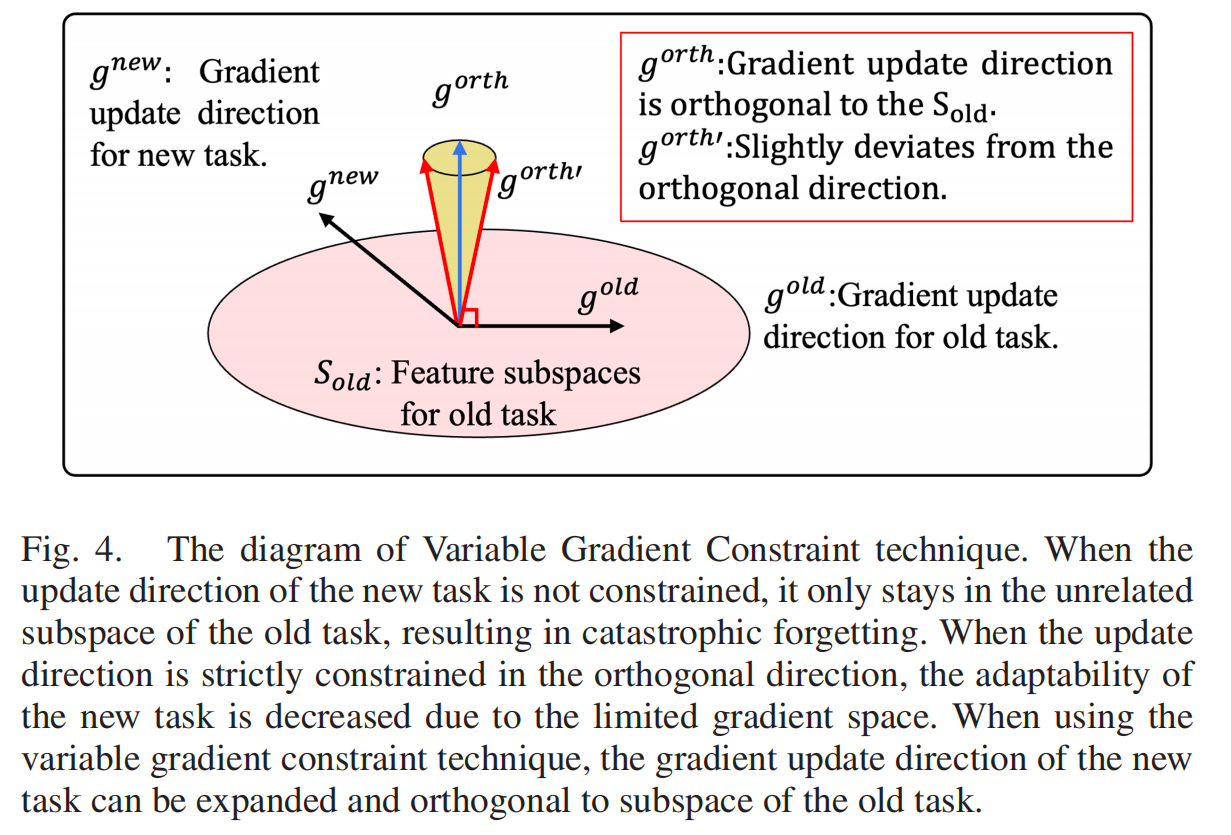 g^new: Gradient
update direction
for new task.
g^orth
g^orth:Gradient update direction
is orthogonal to the S_old.
g^orth′:Slightly deviates from the
orthogonal direction.
g^new
g^orth′
g^old
g^old:Gradient update
direction for old task.
S_old: Feature subspaces
for old task
Fig. 4. The diagram of Variable Gradient Constraint technique. When the
update direction of the new task is not constrained, it only stays in the unrelated
subspace of the old task, resulting in catastrophic forgetting. When the update
direction is strictly constrained in the orthogonal direction, the adaptability of
the new task is decreased due to the limited gradient space. When using the
variable gradient constraint technique, the gradient update direction of the new
task can be expanded and orthogonal to subspace of the old task.